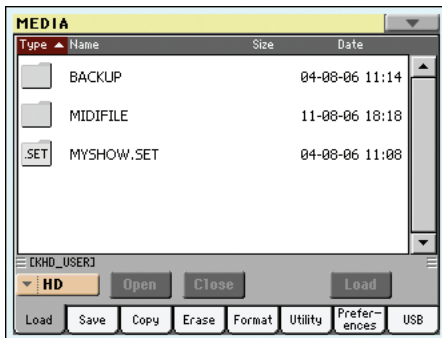 MEDIA
Type Name Size Date
BACKUP 04-08-06 11:14
MIDIFILE 11-08-06 18:18
.SET MYSHOW.SET 04-08-06 11:08
[KHD_USER]
HD Open Close Load
Load Save Copy Erase Format Utility Prefer-
ences USB